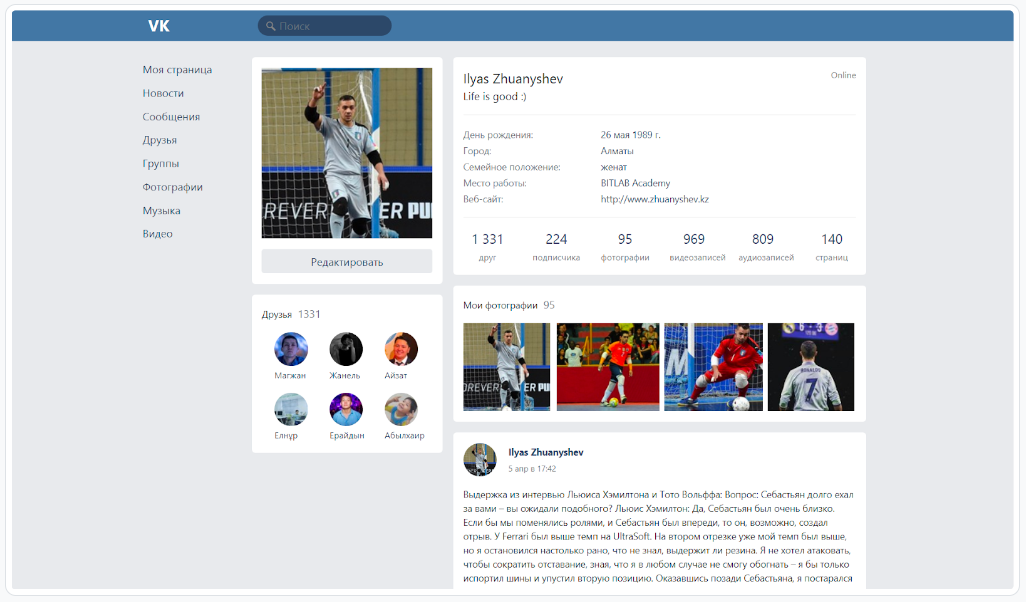 VK
Поиск
Моя страница
Новости
Сообщения
Друзья
Группы
Фотографии
Музыка
Видео
Редактировать
Друзья 1331
Магжан Жанель Айзат
Елнұр Ерайдын Абылхаир
Ilyas Zhuanyshev Online
Life is good :)
День рождения: 26 мая 1989 г.
Город: Алматы
Семейное положение: женат
Место работы: BITLAB Academy
Веб-сайт: http://www.zhuanyshev.kz
1 331 224 95 969 809 140
друг подписчика фотографии видеозаписей аудиозаписей страниц
Мои фотографии 95
RONALDO
7
Ilyas Zhuanyshev
5 апр в 17:42
Выдержка из интервью Льюиса Хэмилтона и Тото Вольффа: Вопрос: Себастьян долго ехал
за вами – вы ожидали подобного? Льюис Хэмилтон: Да, Себастьян был очень близко.
Если бы мы поменялись ролями, и Себастьян был впереди, то он, возможно, создал
отрыв. У Ferrari был выше темп на UltraSoft. На втором отрезке уже мой темп был выше,
но я остановился настолько рано, что не знал, выдержит ли резина. Я не хотел атаковать,
чтобы сократить отставание, зная, что я в любом случае не смогу обогнать – я бы только
испортил шины и упустил вторую позицию. Оказавшись позади Себастьяна, я постарался